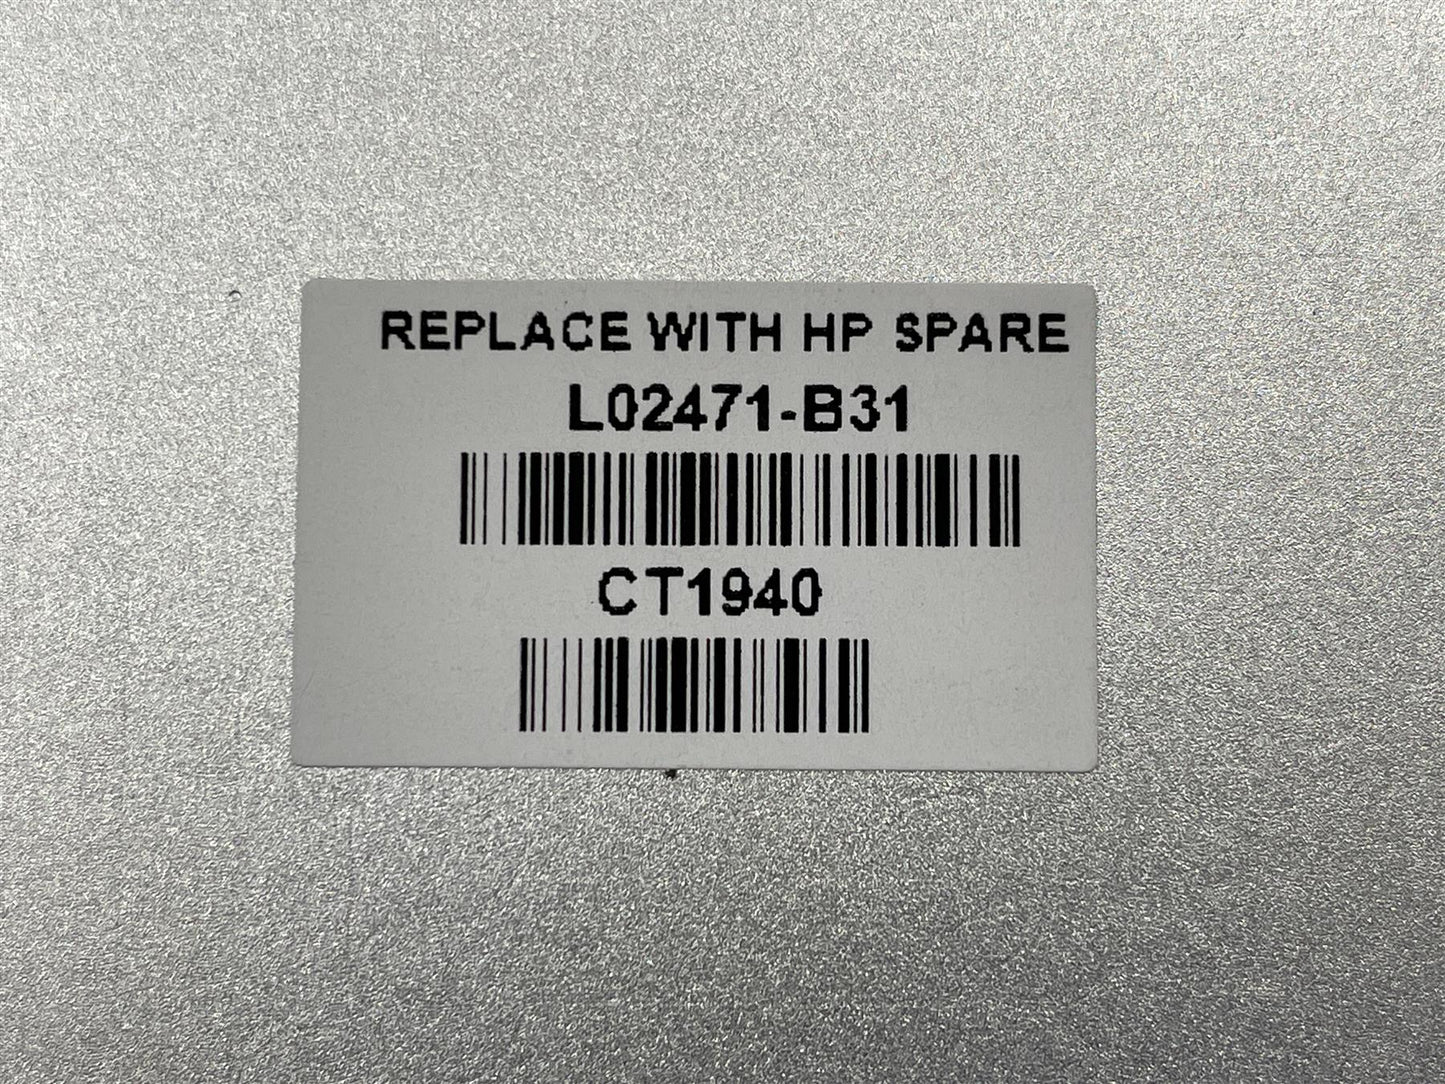 REPLACE WITH HP SPARE
L02471-B31
CT1940